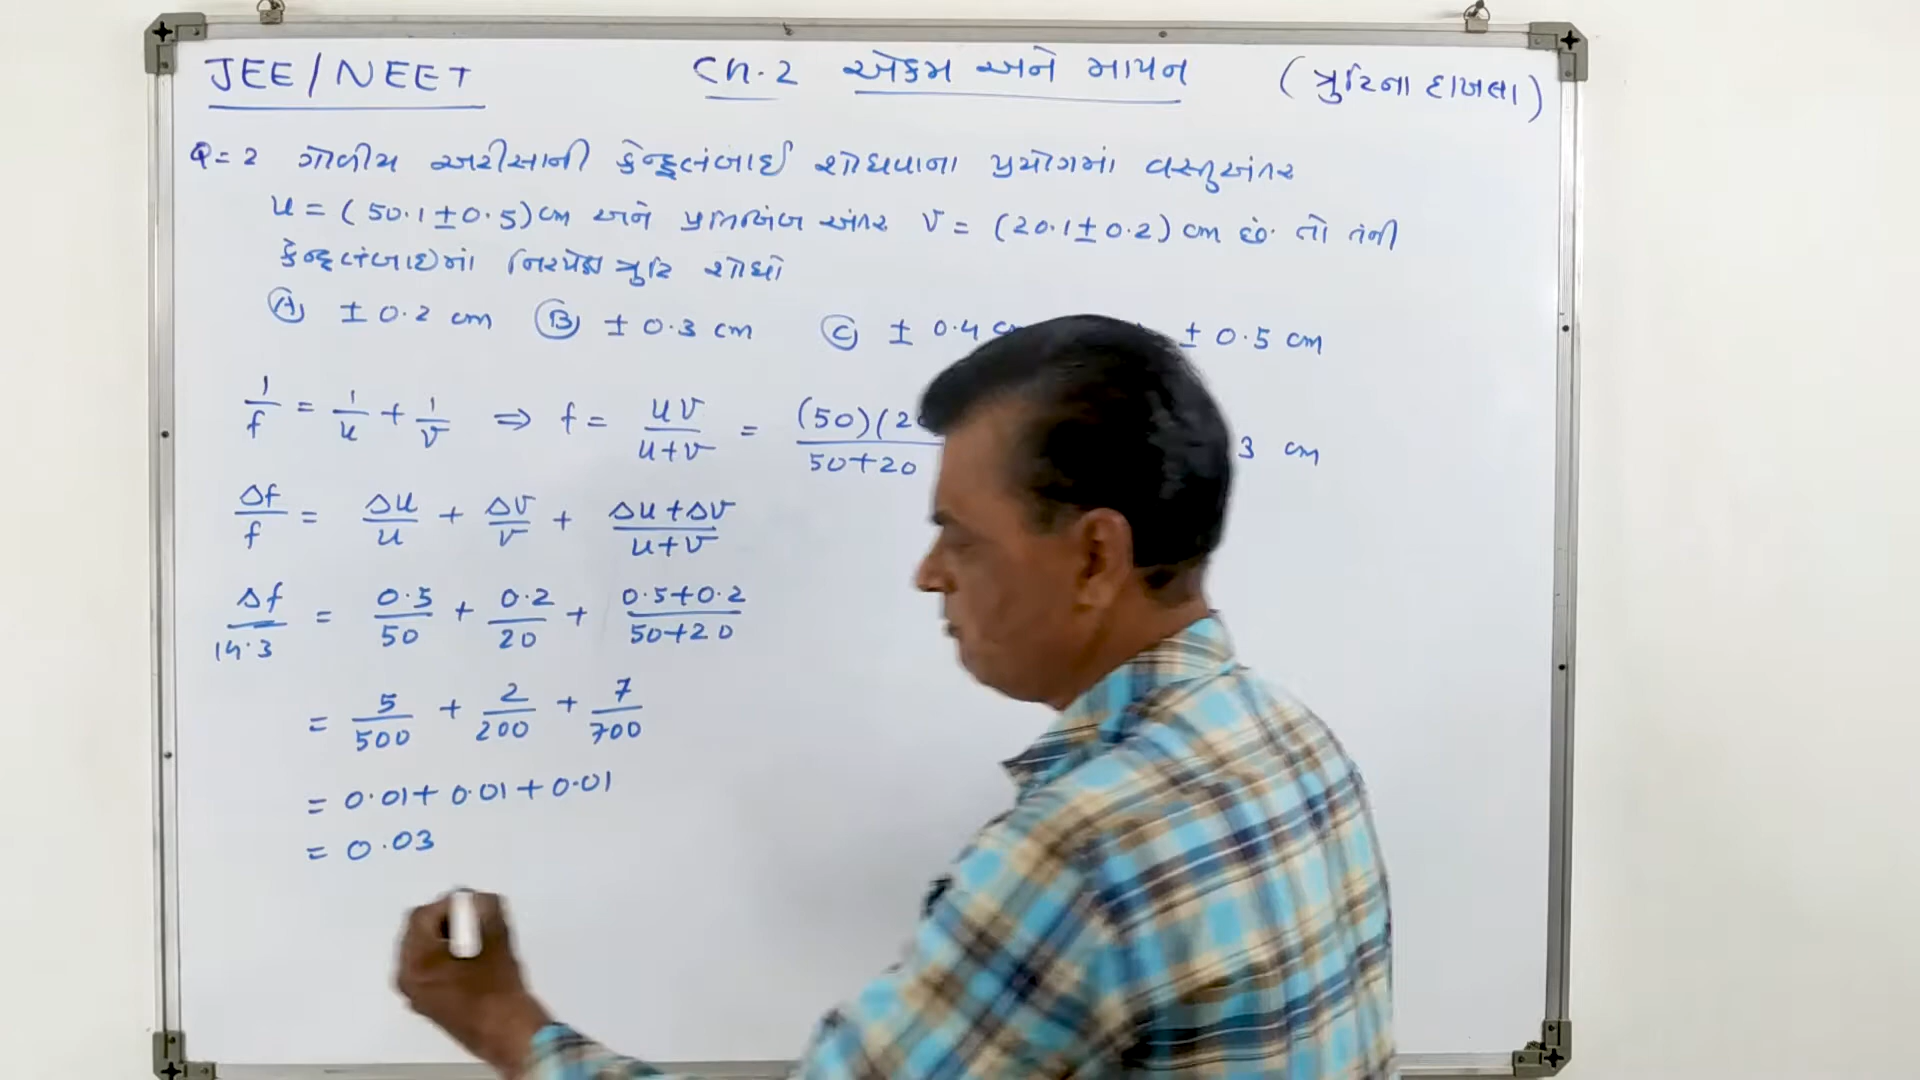 JEE/NEET Ch.2 એકમ અને માપન (ત્રુટિના દાખલા)
Q=2 ગોલીય અરીસાની કેન્દ્રલંબાઈ શોધવાના પ્રયોગમાં વસ્તુઅંતર
u = (50.1 ± 0.5) cm અને પ્રતિબિંબ અંતર v = (20.1 ± 0.2) cm છે. તો તેની
કેન્દ્રલંબાઇમાં નિરપેક્ષ ત્રુટિ શોધો
(A) ± 0.2 cm (B) ± 0.3 cm (C) ± 0.4 ± 0.5 cm
1/f = 1/u + 1/v ⇒ f = uv/(u+v) = (50)(2 / 50+20 3 cm
Δf/f = Δu/u + Δv/v + (Δu+Δv)/(u+v)
Δf/14.3 = 0.5/50 + 0.2/20 + (0.5+0.2)/(50+20)
= 5/500 + 2/200 + 7/700
= 0.01 + 0.01 + 0.01
= 0.03